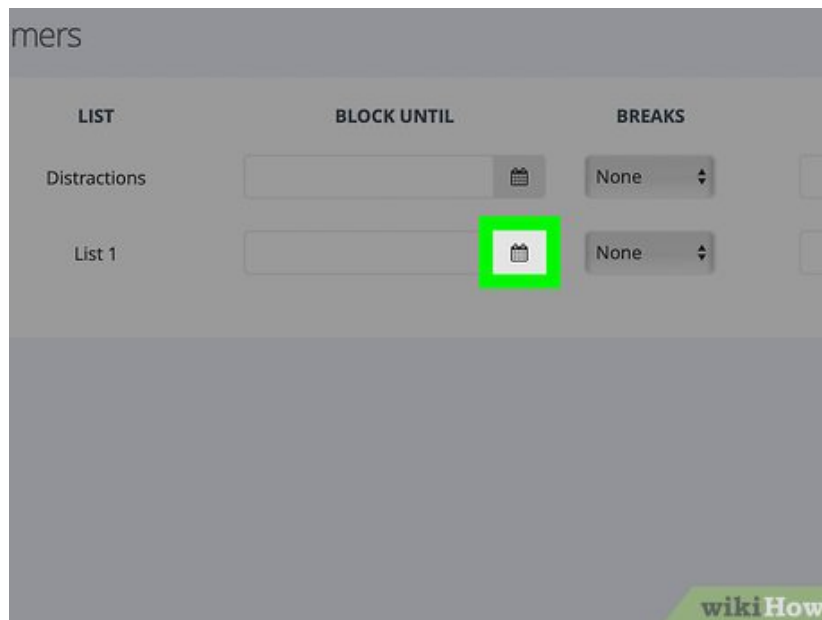 mers
LIST BLOCK UNTIL BREAKS
Distractions None
List 1 None
wikiHow